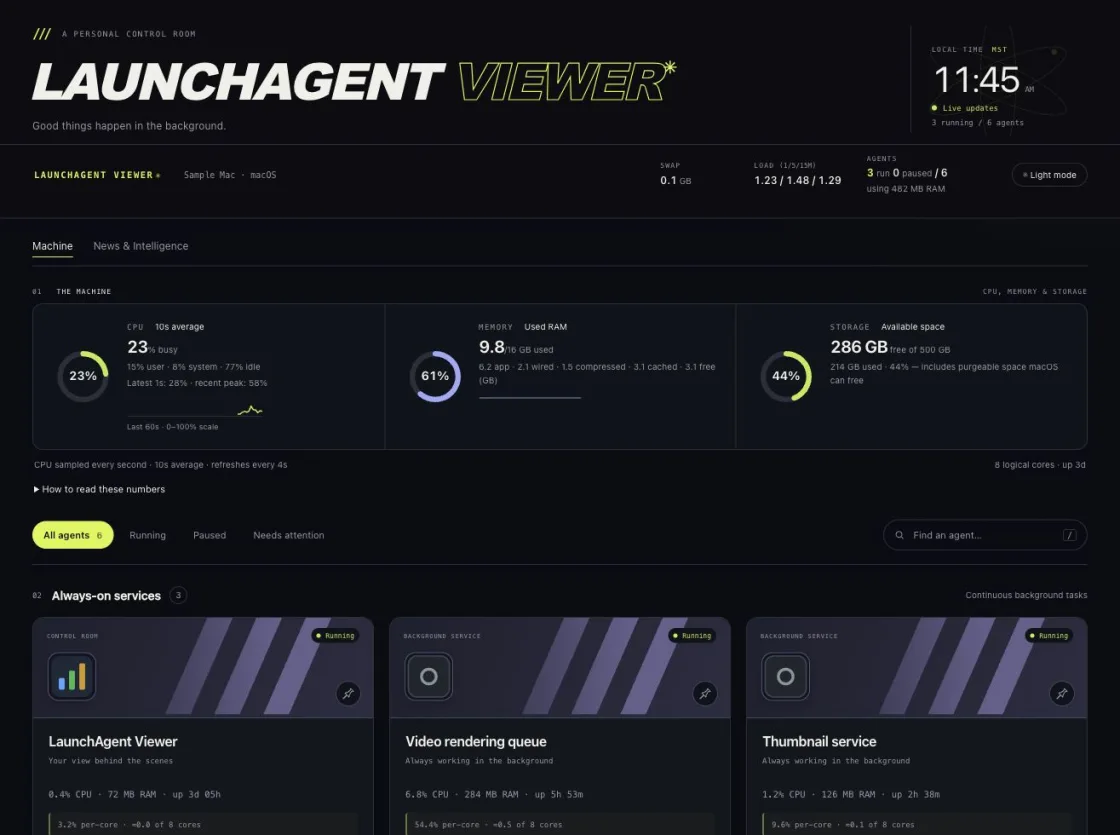 /// A PERSONAL CONTROL ROOM
LAUNCHAGENT VIEWER*
Good things happen in the background.
LOCAL TIME MST
11:45 AM
Live updates
3 running / 6 agents
LAUNCHAGENT VIEWER*
Sample Mac · macOS
SWAP
0.1 GB
LOAD (1/5/15M)
1.23 / 1.48 / 1.29
AGENTS
3 run 0 paused / 6
using 482 MB RAM
Light mode
Machine
News & Intelligence
01 THE MACHINE
CPU, MEMORY & STORAGE
23%
CPU 10s average
23% busy
15% user · 8% system · 77% idle
Latest 1s: 28% · recent peak: 58%
Last 60s · 0–100% scale
61%
MEMORY Used RAM
9.8/16 GB used
6.2 app · 2.1 wired · 1.5 compressed · 3.1 cached · 3.1 free
(GB)
44%
STORAGE Available space
286 GB free of 500 GB
214 GB used · 44% — includes purgeable space macOS
can free
CPU sampled every second · 10s average · refreshes every 4s
8 logical cores · up 3d
How to read these numbers
All agents 6
Running
Paused
Needs attention
Find an agent...
/
02 Always-on services 3
Continuous background tasks
CONTROL ROOM
Running
LaunchAgent Viewer
Your view behind the scenes
0.4% CPU · 72 MB RAM · up 3d 05h
3.2% per-core · ≈0.0 of 8 cores
BACKGROUND SERVICE
Running
Video rendering queue
Always working in the background
6.8% CPU · 284 MB RAM · up 5h 53m
54.4% per-core · ≈0.5 of 8 cores
BACKGROUND SERVICE
Running
Thumbnail service
Always working in the background
1.2% CPU · 126 MB RAM · up 2h 38m
9.6% per-core · ≈0.1 of 8 cores